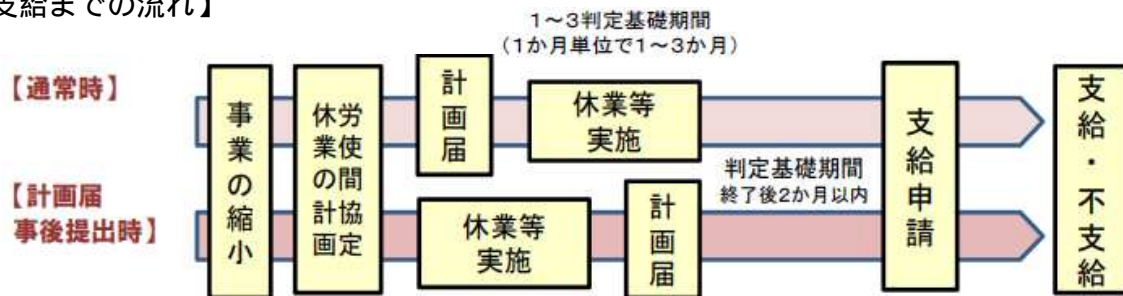 支給までの流れ】
1~3判定基礎期間
(1か月単位で1~3か月)
【通常時】
事業の縮小
労使間協定
休業の計画
計画届
休業等
実施
判定基礎期間
終了後2か月以内
支給申請
支給・不支給
【計画届
事後提出時】
休業等
実施
計画届